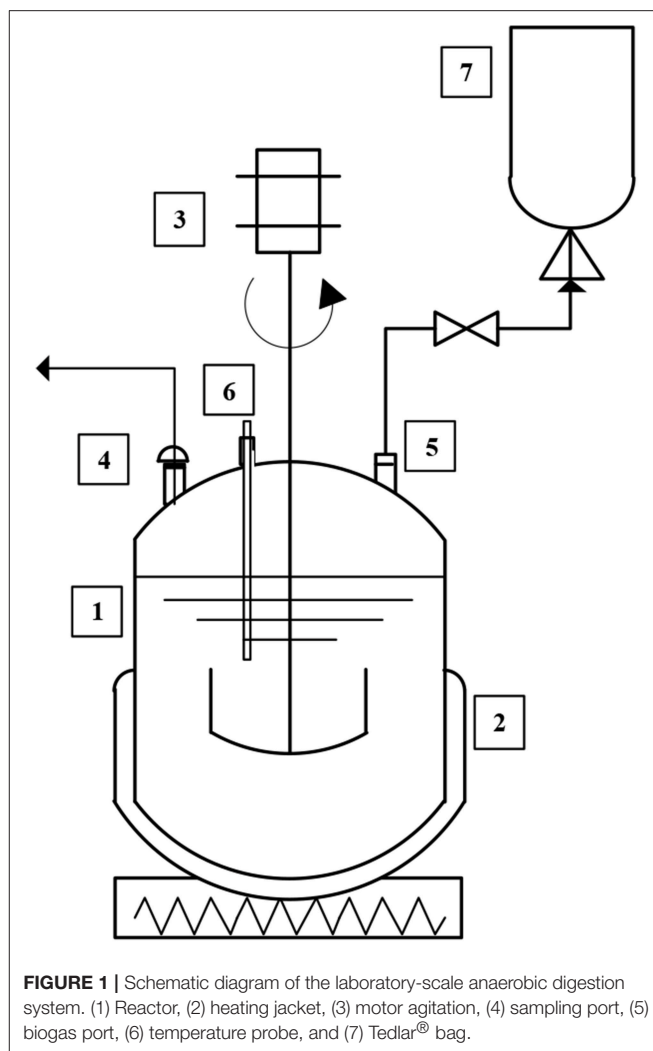 7
3
6
4
5
1
2
FIGURE 1 | Schematic diagram of the laboratory-scale anaerobic digestion
system. (1) Reactor, (2) heating jacket, (3) motor agitation, (4) sampling port, (5)
biogas port, (6) temperature probe, and (7) Tedlar® bag.